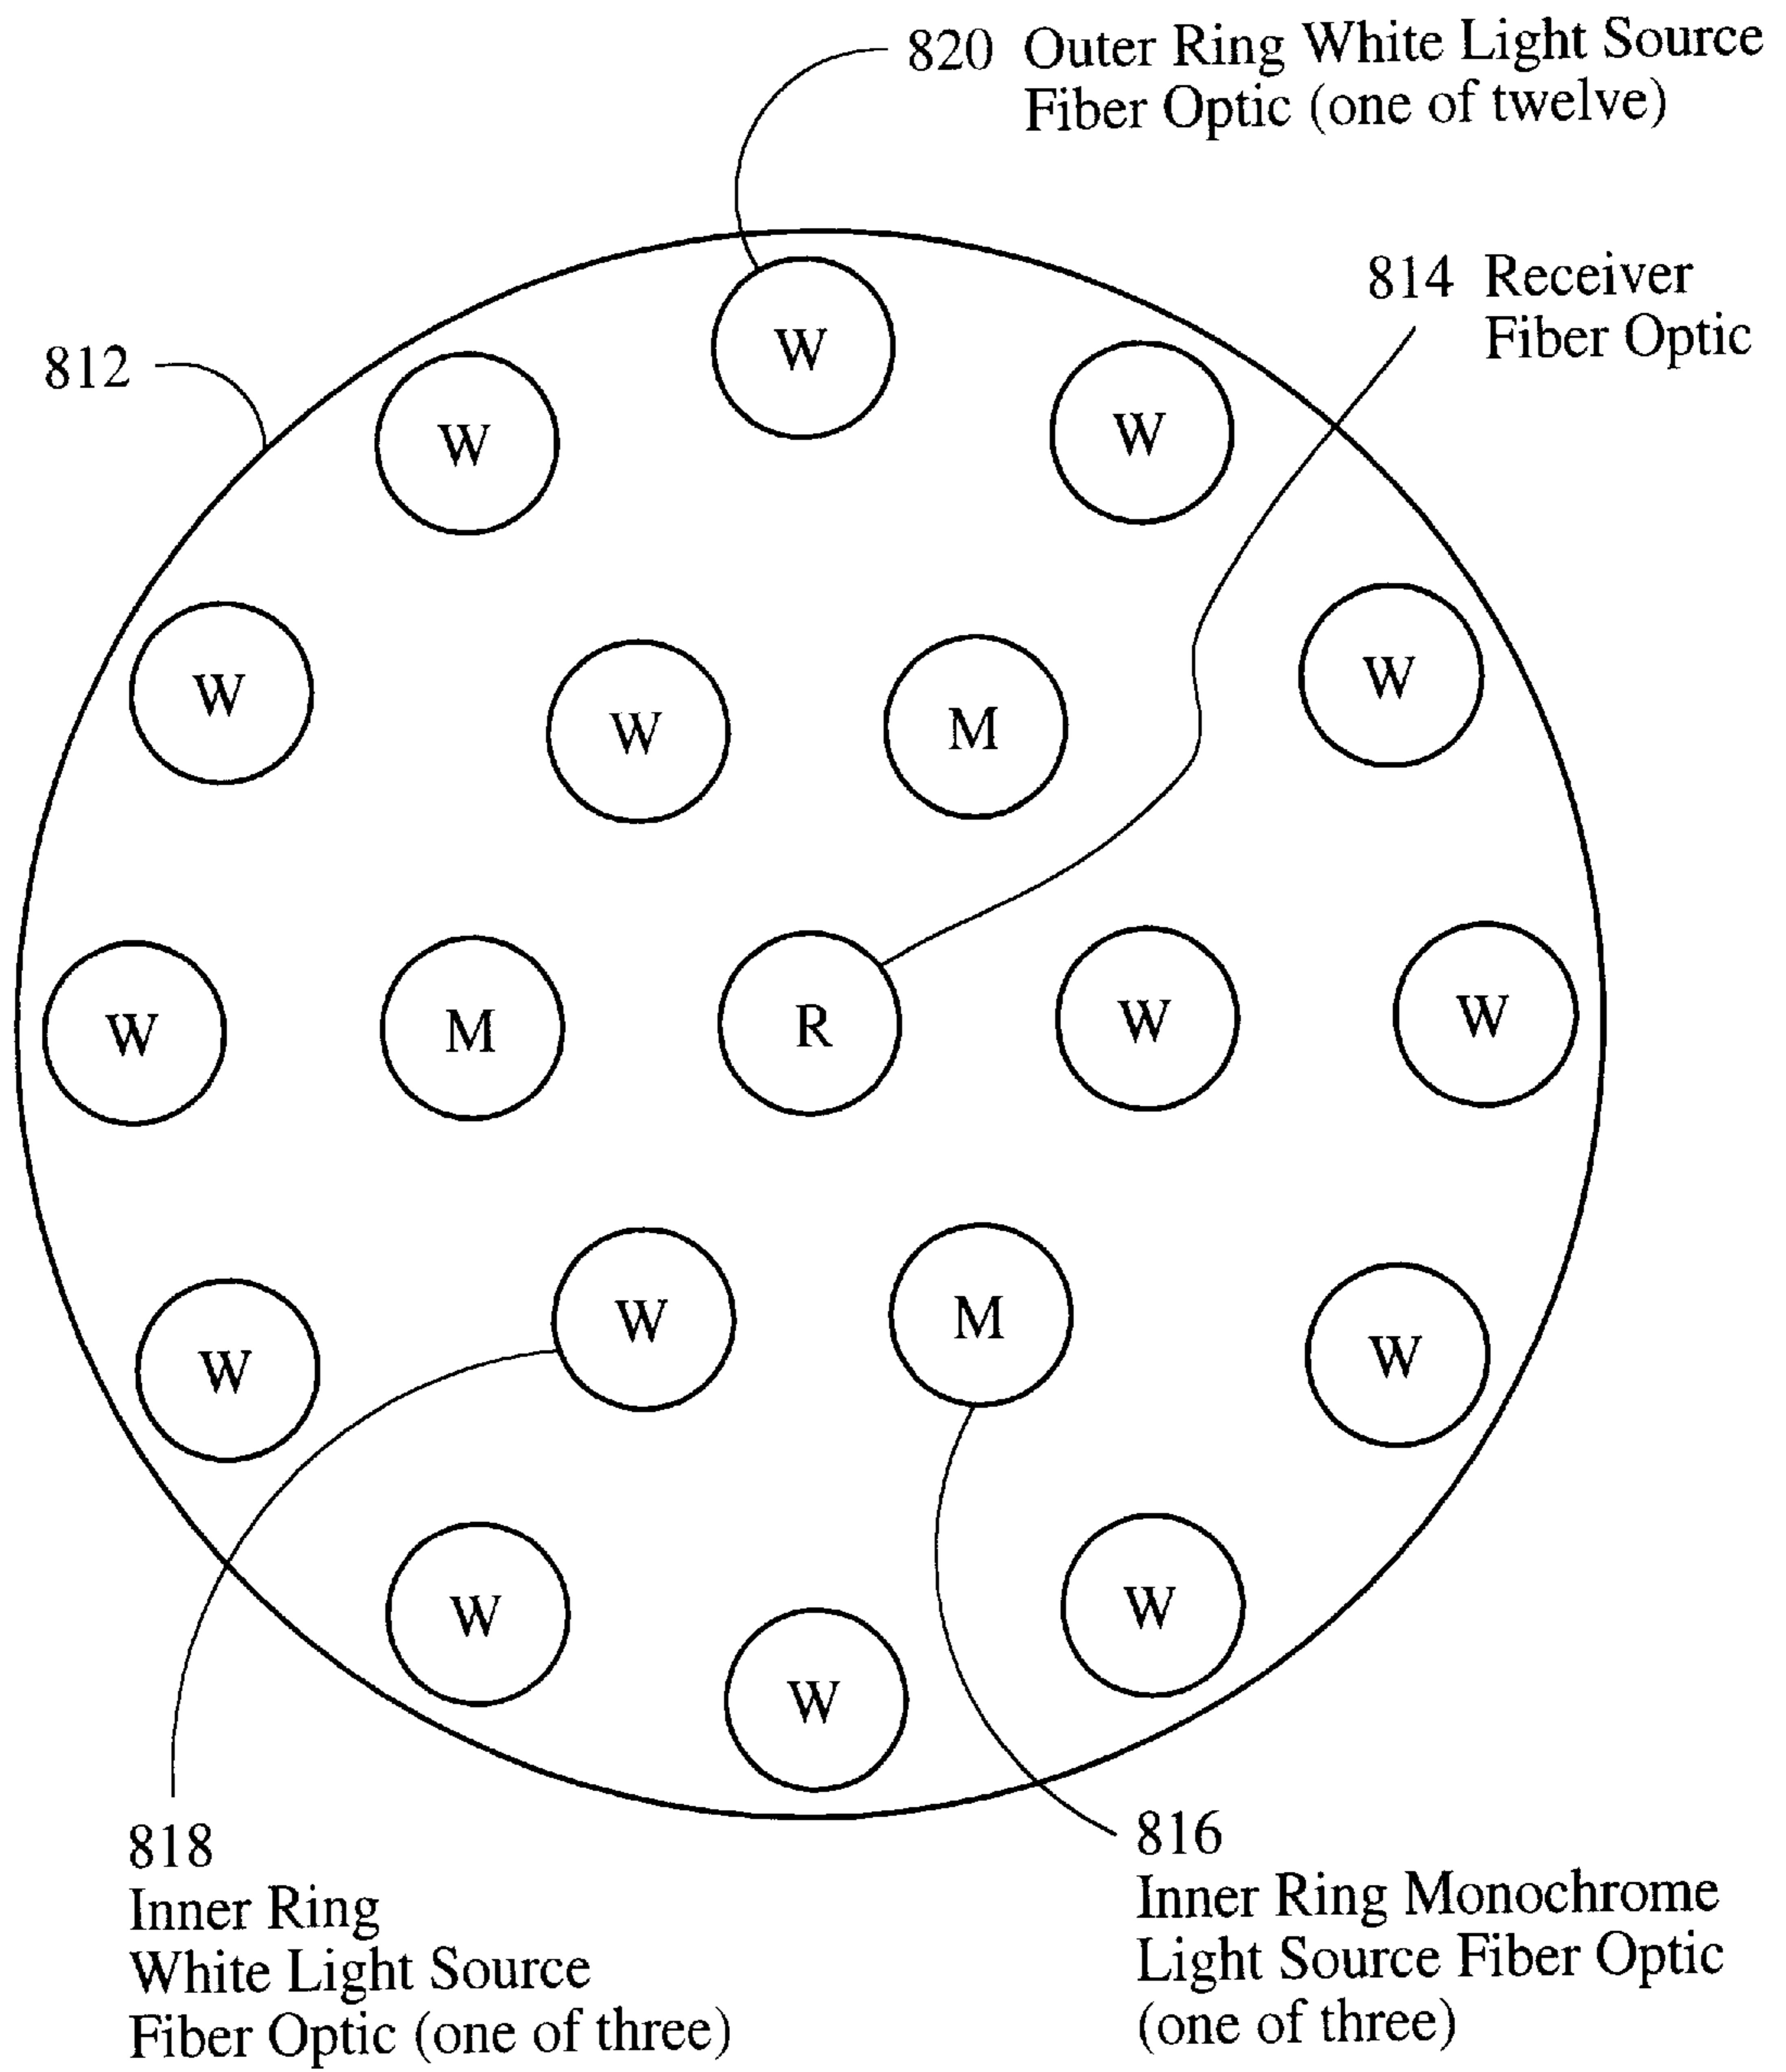 820 Outer Ring White Light Source
Fiber Optic (one of twelve)
814 Receiver
Fiber Optic
812
W
W
W
W
W
W
M
W
M
R
W
W
W
W
M
W
W
W
W
818
Inner Ring
White Light Source
Fiber Optic (one of three)
816
Inner Ring Monochrome
Light Source Fiber Optic
(one of three)